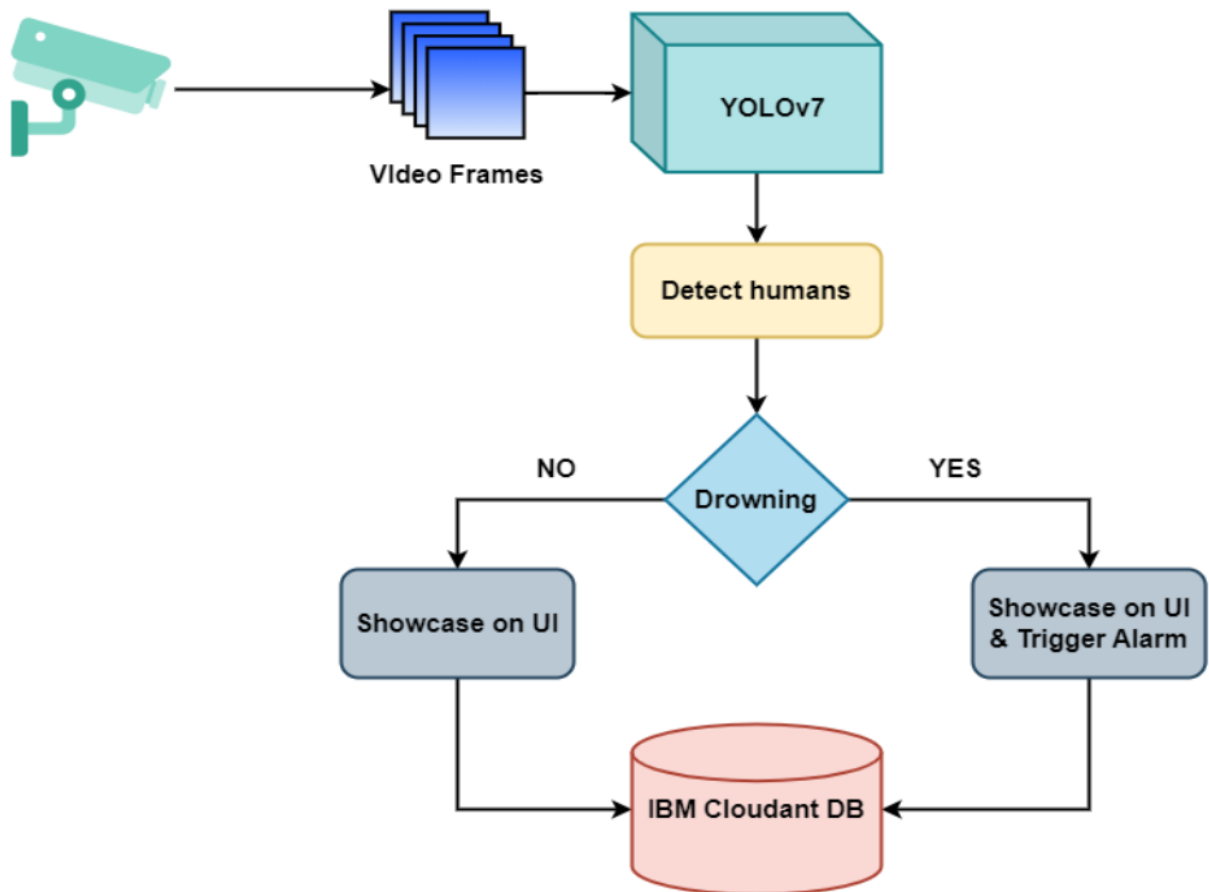 YOLOv7
VIdeo Frames
Detect humans
NO
YES
Drowning
Showcase on UI
Showcase on UI
& Trigger Alarm
IBM Cloudant DB